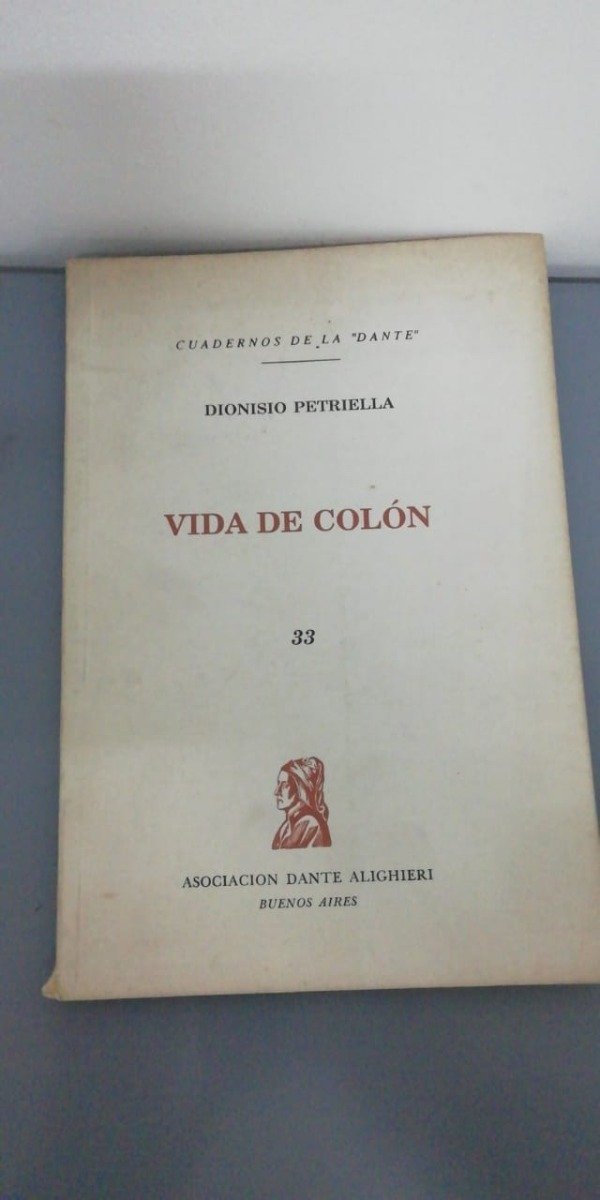 CUADERNOS DE LA "DANTE"
DIONISIO PETRIELLA
VIDA DE COLÓN
33
ASOCIACION DANTE ALIGHIERI
BUENOS AIRES